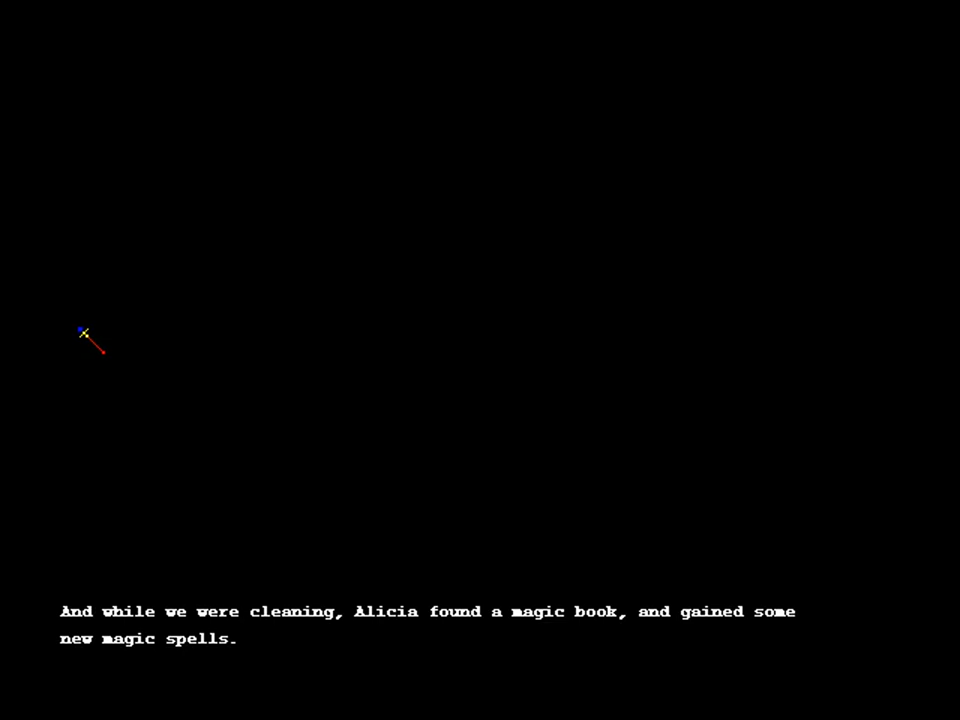 And while we were cleaning, Alicia found a magic book, and gained some
new magic spells.